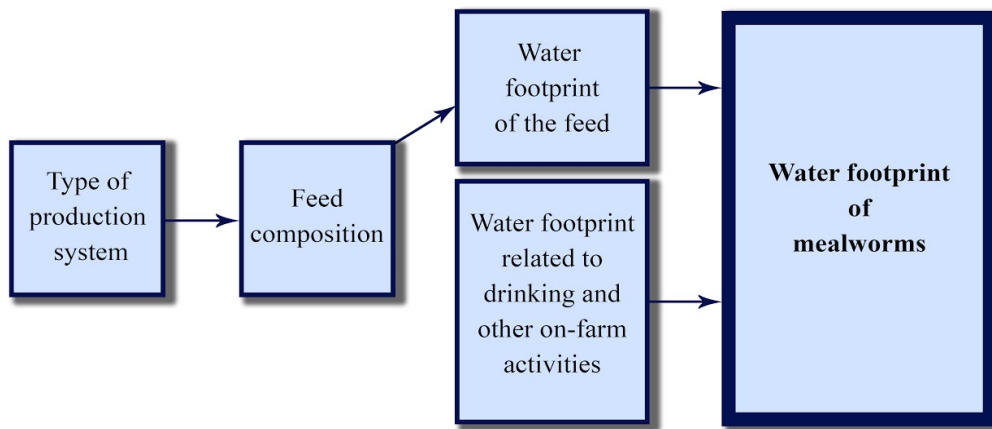 Type of
production
system
Feed
composition
Water
footprint
of the feed
Water footprint
related to
drinking and
other on-farm
activities
Water footprint
of
mealworms